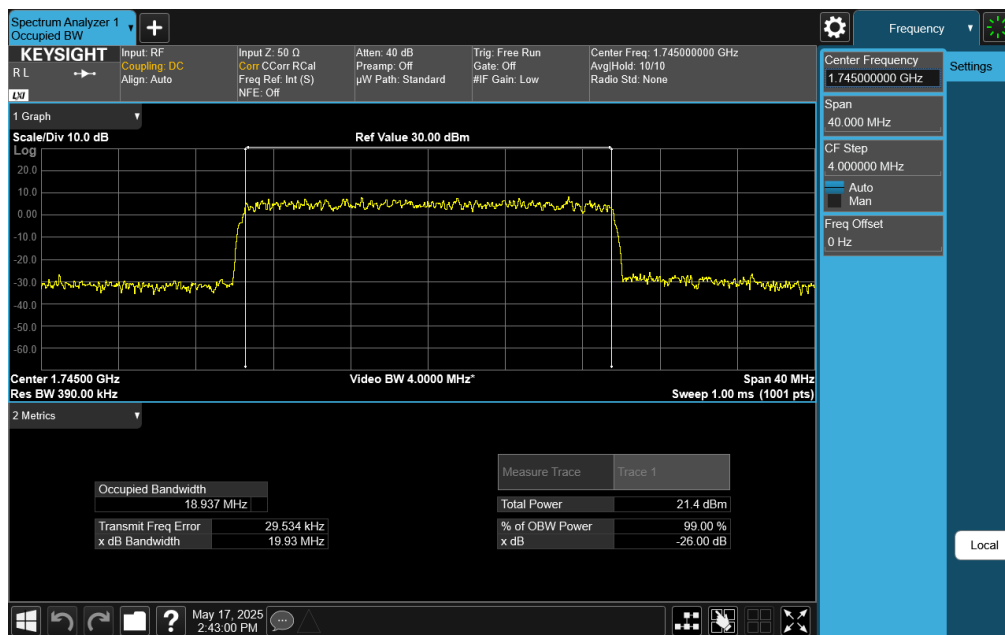 Spectrum Analyzer 1
Occupied BW
Frequency
KEYSIGHT
R L
LXI
Input: RF
Coupling: DC
Align: Auto
Input Z: 50 Ω
Corr CCorr RCal
Freq Ref: Int (S)
NFE: Off
Atten: 40 dB
Preamp: Off
µW Path: Standard
Trig: Free Run
Gate: Off
#IF Gain: Low
Center Freq: 1.745000000 GHz
Avg|Hold: 10/10
Radio Std: None
Center Frequency
1.745000000 GHz
Settings
Span
40.000 MHz
CF Step
4.000000 MHz
Auto
Man
Freq Offset
0 Hz
Local
1 Graph
Scale/Div 10.0 dB
Ref Value 30.00 dBm
Log
20.0
10.0
0.00
-10.0
-20.0
-30.0
-40.0
-50.0
-60.0
Center 1.74500 GHz
Video BW 4.0000 MHz*
Span 40 MHz
Res BW 390.00 kHz
Sweep 1.00 ms (1001 pts)
2 Metrics
Measure Trace Trace 1
Occupied Bandwidth
18.937 MHz
Total Power 21.4 dBm
Transmit Freq Error 29.534 kHz
% of OBW Power 99.00 %
x dB Bandwidth 19.93 MHz
x dB -26.00 dB
May 17, 2025
2:43:00 PM